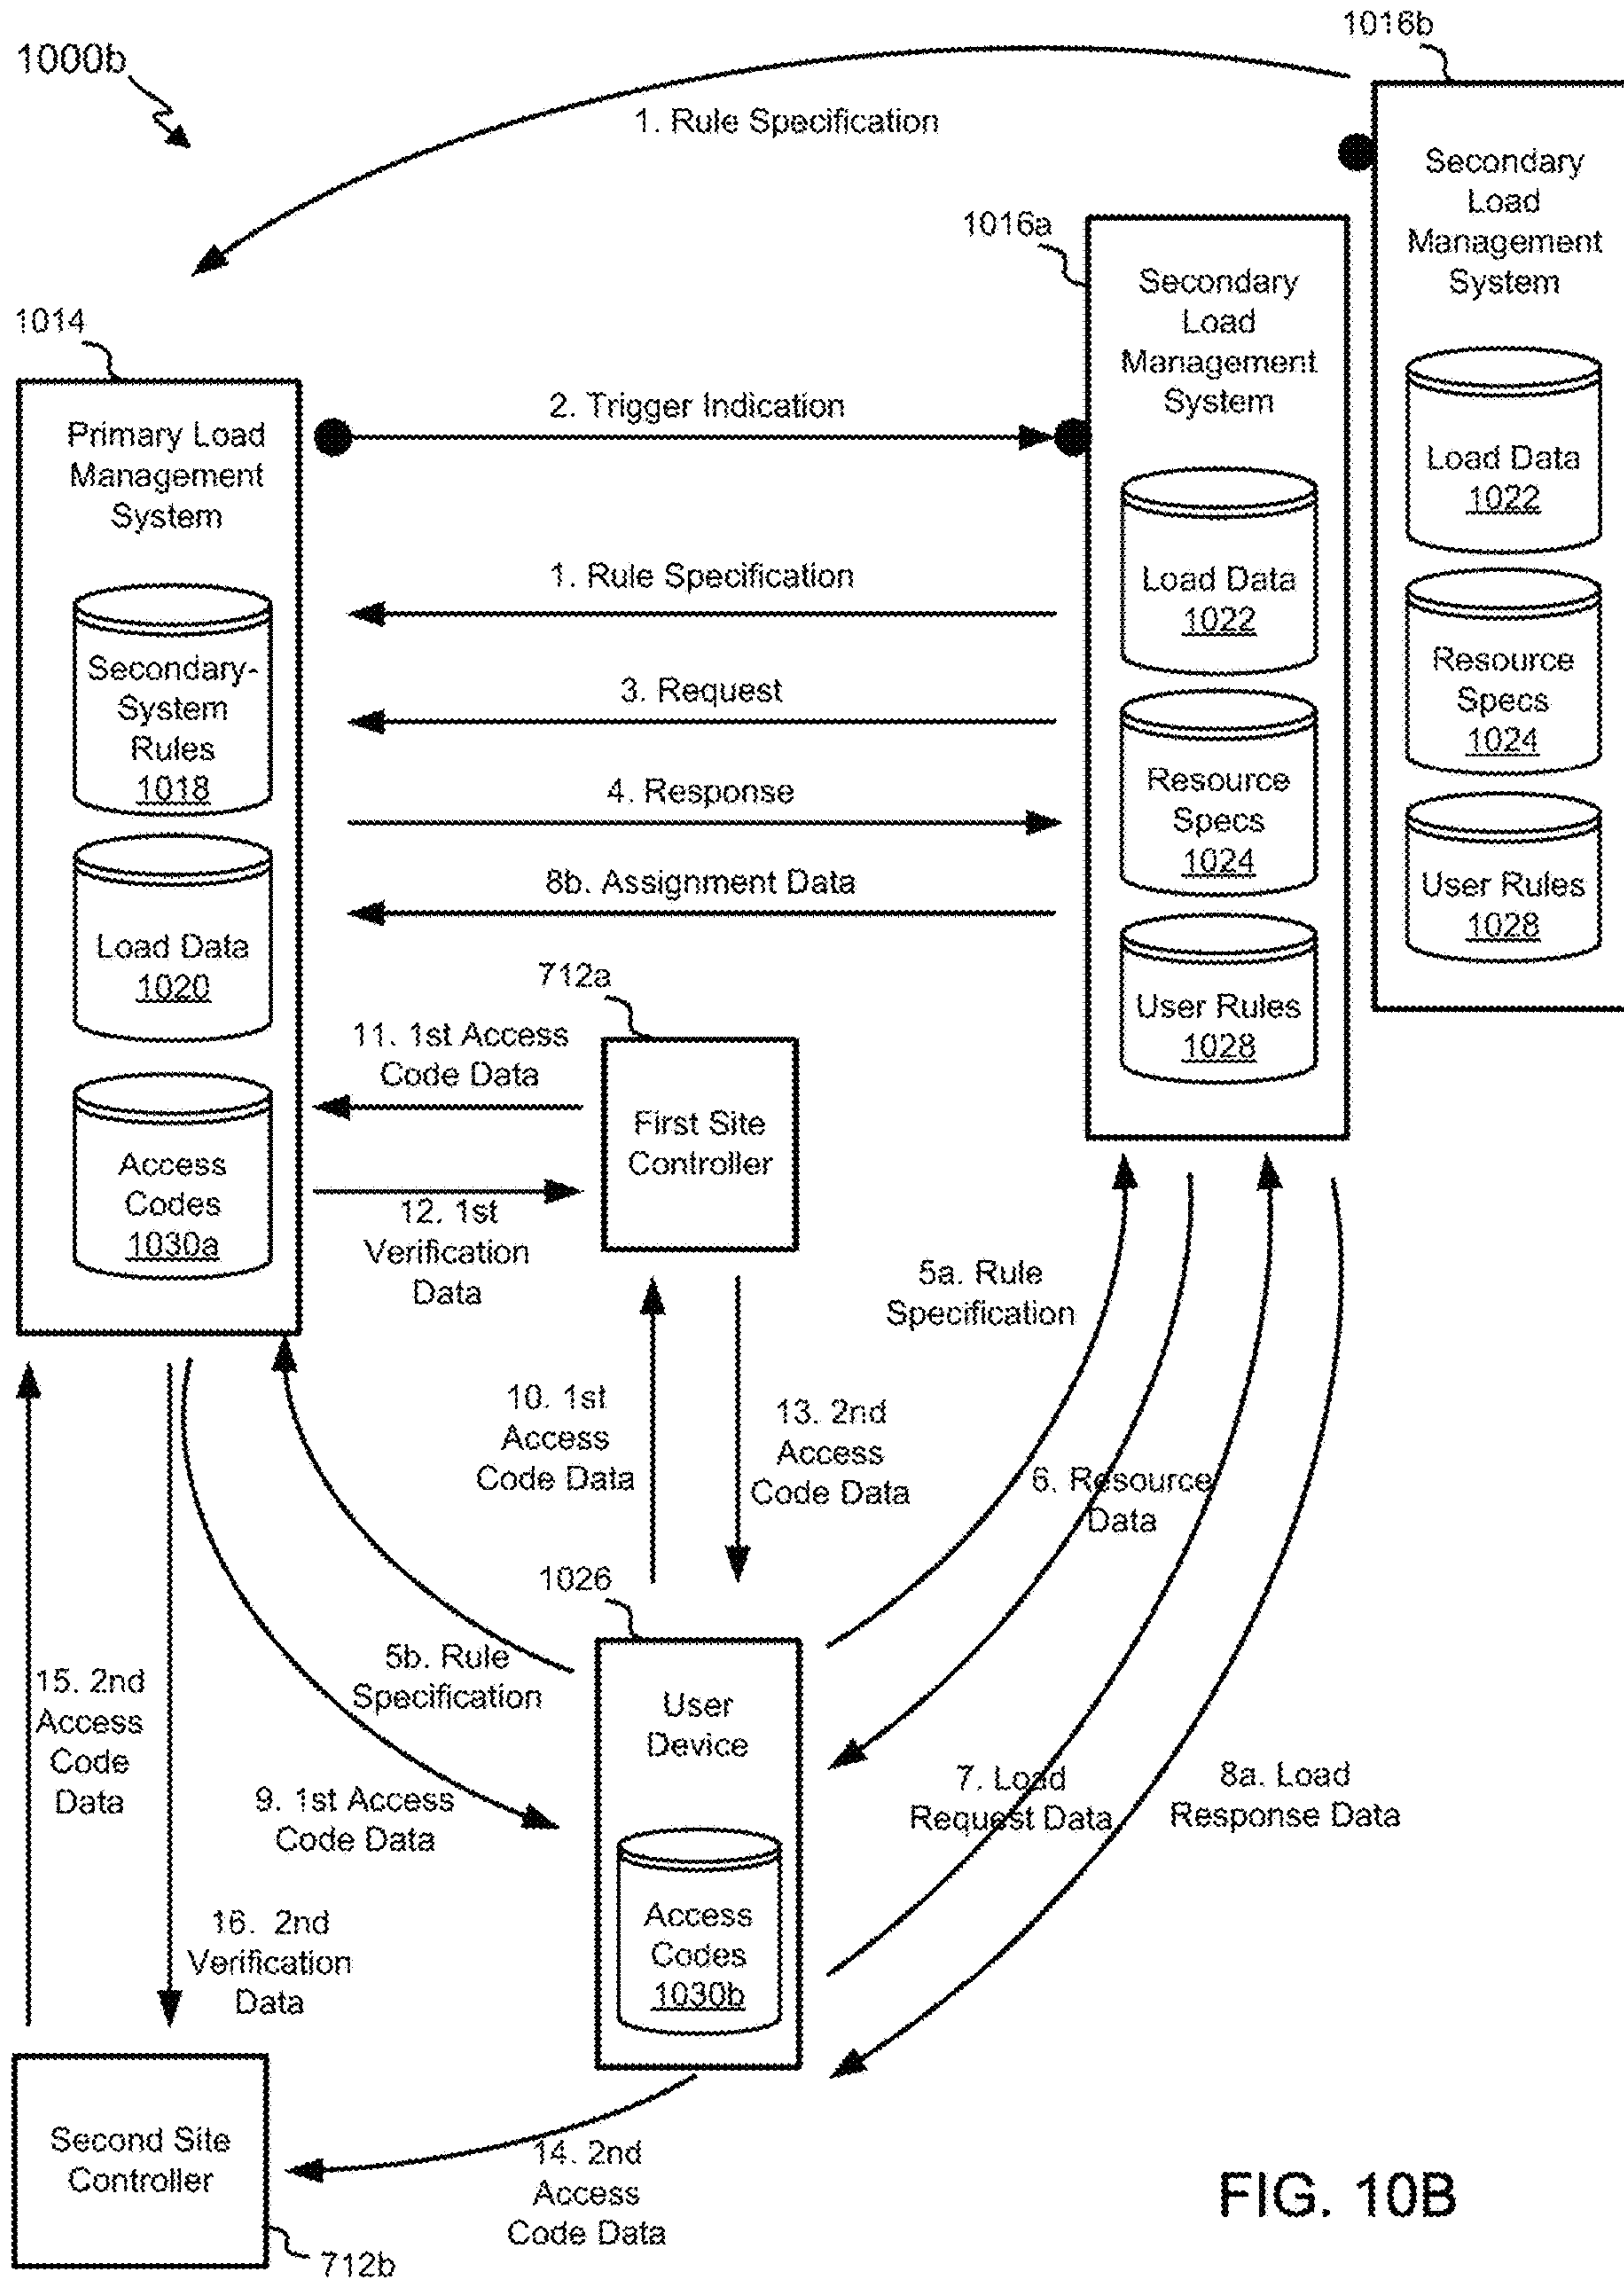 1016b
1000b
1. Rule Specification
Secondary
Load
Management
System
1016a
Secondary
Load
Management
System
1014
Load Data
1022
2. Trigger Indication
Primary Load
Management
System
Load Data
1022
1. Rule Specification
Resource
Specs
1024
Secondary-
System
Rules
1018
3. Request
Resource
Specs
1024
4. Response
User Rules
1028
8b. Assignment Data
Load Data
1020
712a
User Rules
1028
11. 1st Access
Code Data
First Site
Controller
Access
Codes
1030a
12. 1st
Verification
Data
5a. Rule
Specification
10. 1st
Access
Code Data
13. 2nd
Access
Code Data
6. Resource
Data
1026
5b. Rule
Specification
15. 2nd
Access
Code
Data
User
Device
9. 1st Access
Code Data
7. Load
Request Data
8a. Load
Response Data
16. 2nd
Verification
Data
Access
Codes
1030b
Second Site
Controller
14. 2nd
Access
Code Data
712b
FIG. 10B